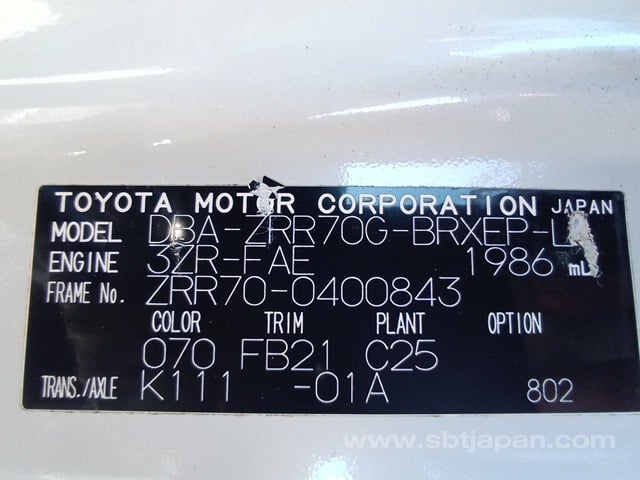 TOYOTA MOTOR CORPORATION JAPAN
MODEL DBA-ZRR70G-BRXEP-L
ENGINE 3ZR-FAE 1986 mL
FRAME No. ZRR70-0400843
COLOR TRIM PLANT OPTION
070 FB21 C25
TRANS./AXLE K111 -01A 802
www.sbtjapan.com